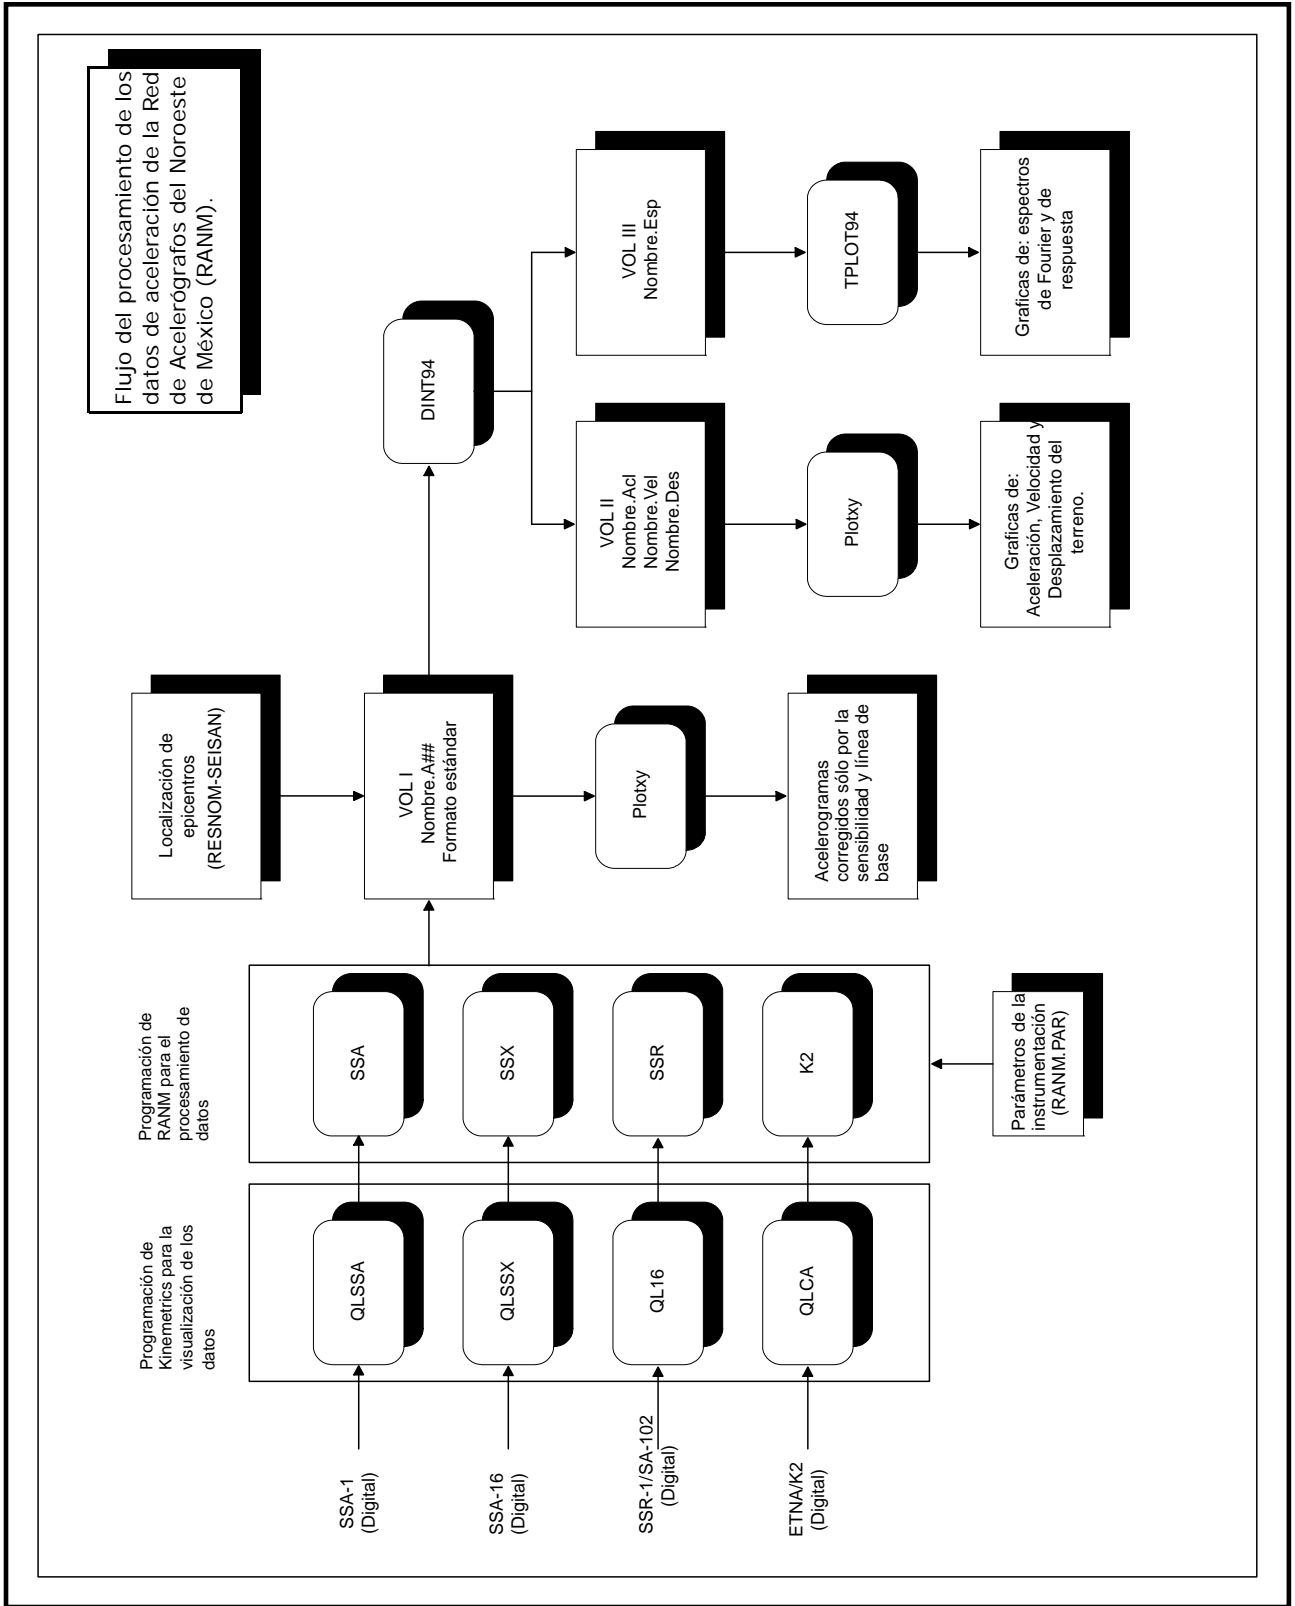 Flujo del procesamiento de los
datos de aceleración de la Red
de Acelerógrafos del Noroeste
de México (RANM).
Programación de
Kinemetrics para la
visualización de los
datos
Programación de
RANM para el
procesamiento de
datos
SSA-1
(Digital)
QLSSA
SSA
SSA-16
(Digital)
QLSSX
SSX
SSR-1/SA-102
(Digital)
QL16
SSR
ETNA/K2
(Digital)
QLCA
K2
Parámetros de la
instrumentación
(RANM.PAR)
Localización de
epicentros
(RESNOM-SEISAN)
VOL I
Nombre.A##
Formato estándar
Plotxy
Acelerogramas
corregidos sólo por la
sensibilidad y línea de
base
DINT94
VOL II
Nombre.Acl
Nombre.Vel
Nombre.Des
Plotxy
Graficas de:
Aceleración, Velocidad y
Desplazamiento del
terreno.
VOL III
Nombre.Esp
TPLOT94
Graficas de: espectros
de Fourier y de
respuesta